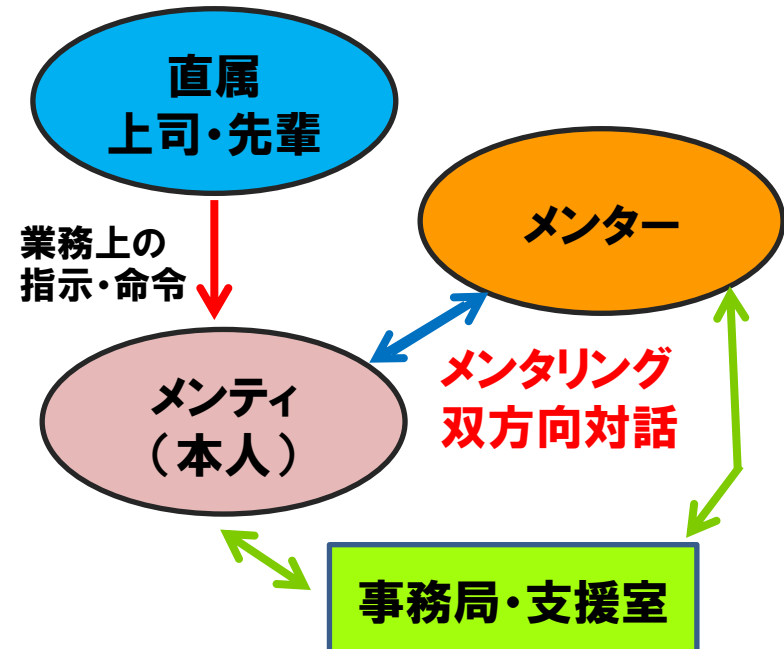 直属
上司・先輩
メンター
業務上の
指示・命令
メンティ
（本人）
メンタリング
双方向対話
事務局・支援室